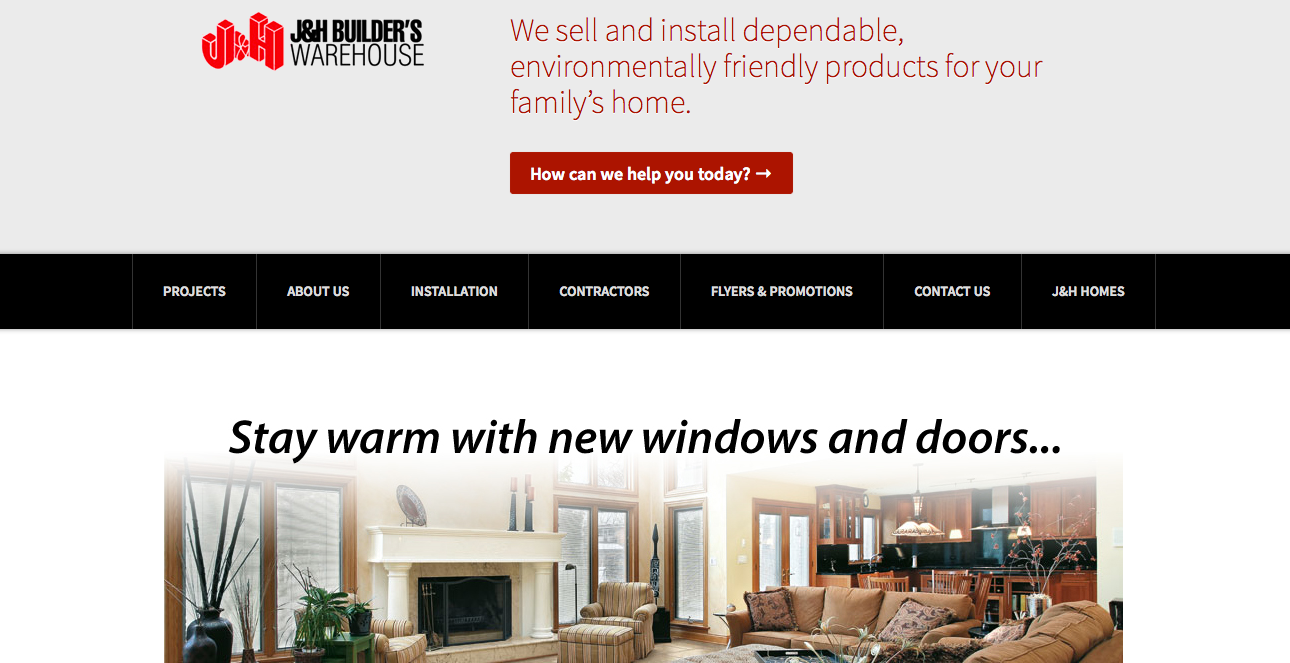 J&H
J&H BUILDER'S
WAREHOUSE
We sell and install dependable,
environmentally friendly products for your
family's home.
How can we help you today? →
PROJECTS
ABOUT US
INSTALLATION
CONTRACTORS
FLYERS & PROMOTIONS
CONTACT US
J&H HOMES
Stay warm with new windows and doors...